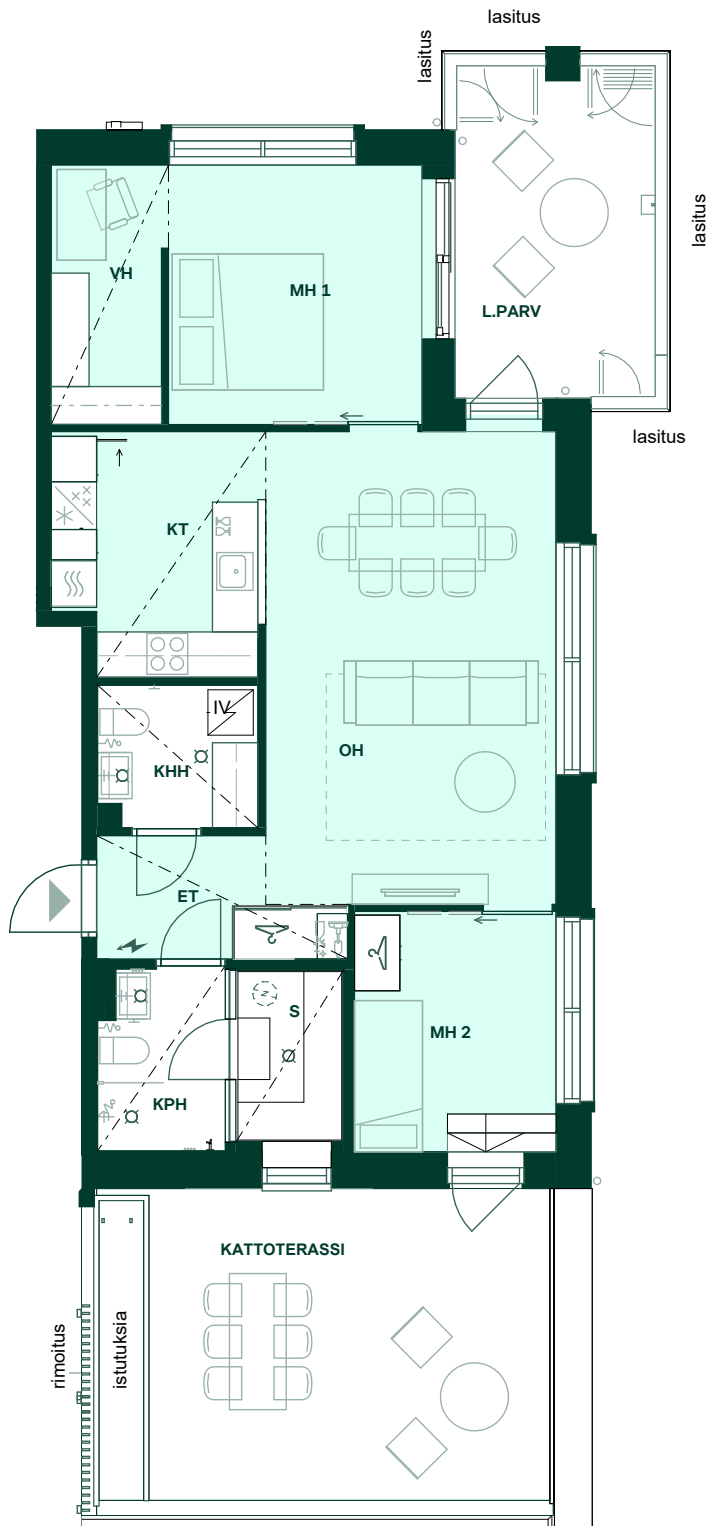 lasitus
lasitus
lasitus
VH
MH 1
L.PARV
lasitus
KT
IV
OH
KHH
ET
S
MH 2
KPH
KATTOTERASSI
rimoitus
istutuksia